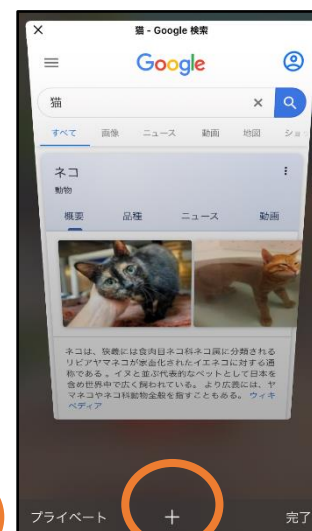 猫 - Google 検索
Google
猫
すべて 画像 ニュース 動画 地図 ショ
ネコ
動物
概要 品種 ニュース 動画
ネコは、狭義には食肉目ネコ科ネコ属に分類される
リビアヤマネコが家畜化されたイエネコに対する通
称である。イヌと並ぶ代表的なペットとして日本を
含め世界中で広く飼われている。 より広義には、ヤ
マネコやネコ科動物全般を指すこともある。 ウィキ
ペディア
プライベート + 完了